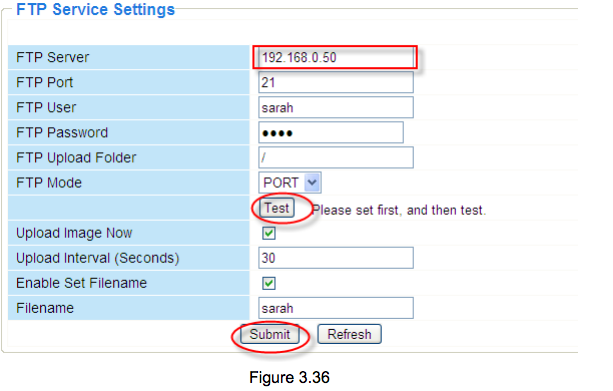 FTP Service Settings
FTP Server 192.168.0.50
FTP Port 21
FTP User sarah
FTP Password ••••
FTP Upload Folder /
FTP Mode PORT
Test Please set first, and then test.
Upload Image Now
Upload Interval (Seconds) 30
Enable Set Filename
Filename sarah
Submit Refresh
Figure 3.36